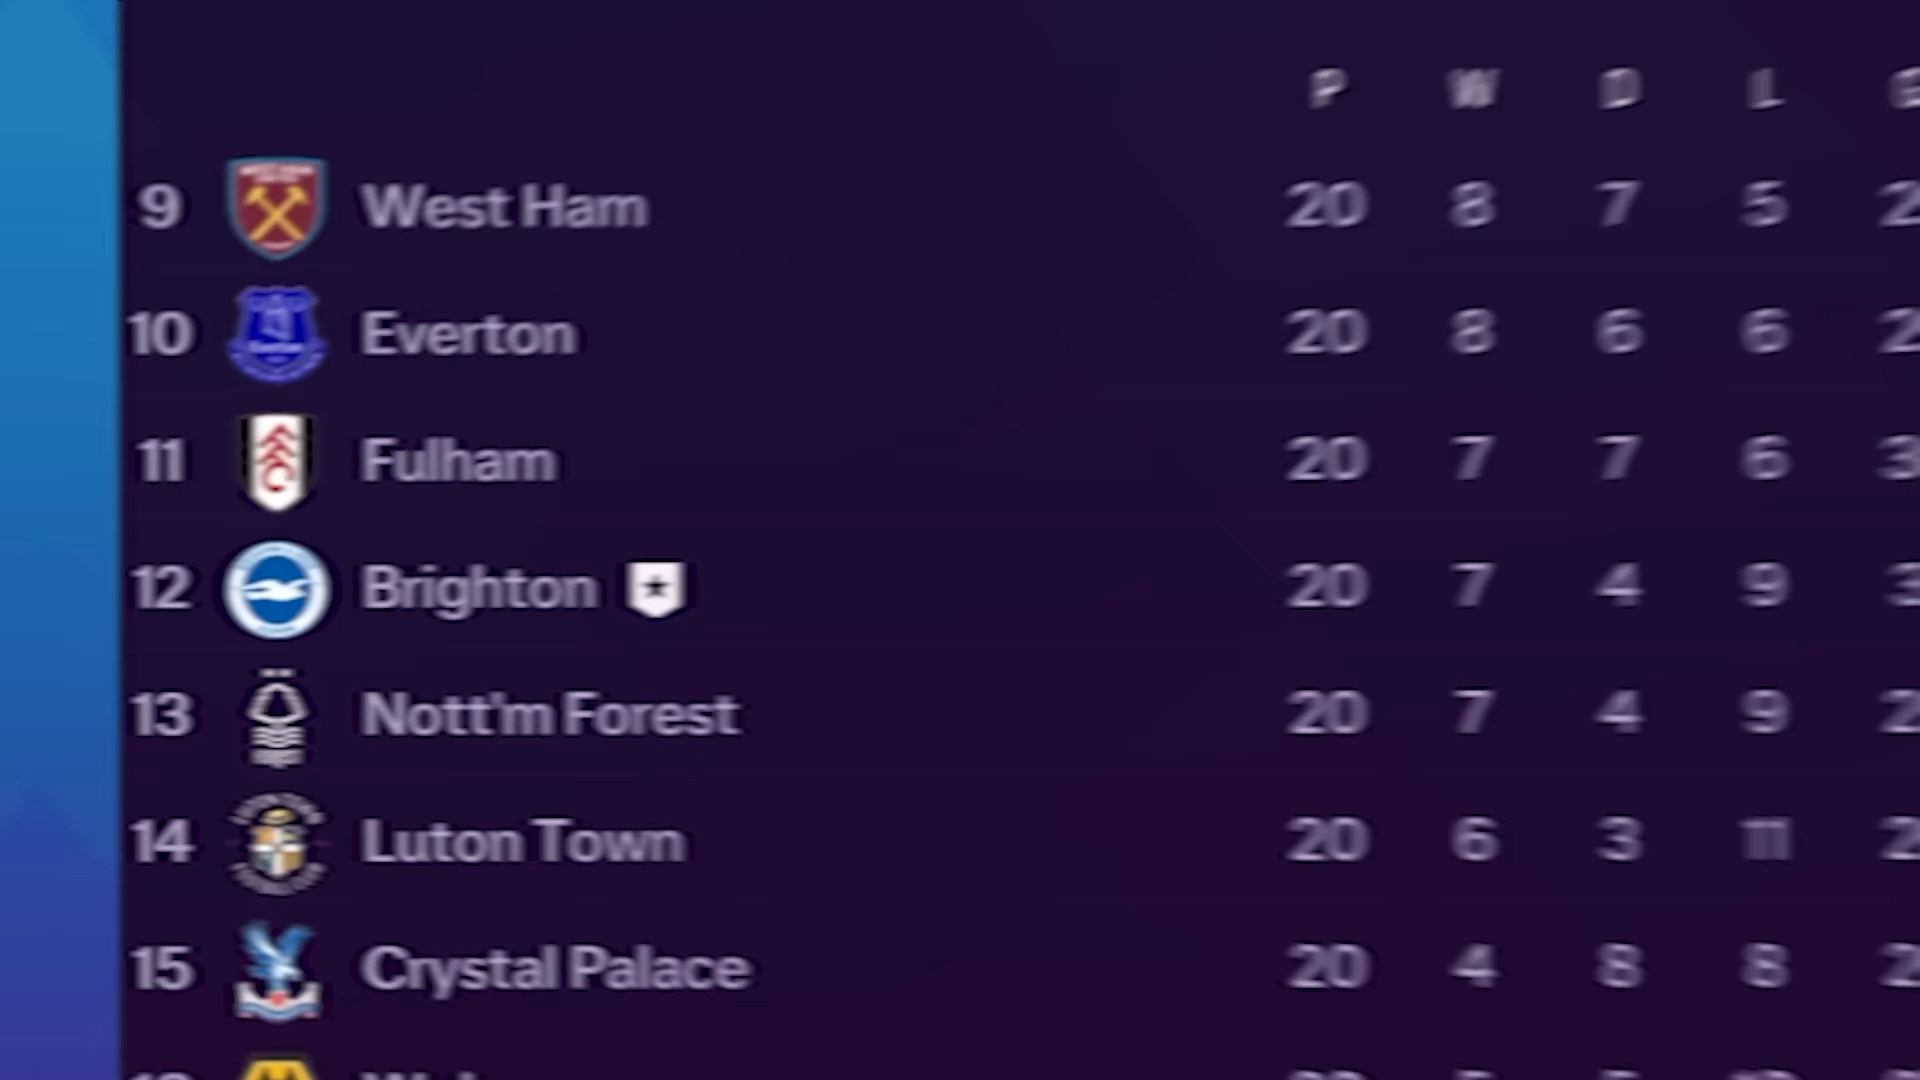 P W D L
9 West Ham 20 8 7 5
10 Everton 20 8 6 6
11 Fulham 20 7 7 6
12 Brighton 20 7 4 9
13 Nott'm Forest 20 7 4 9
14 Luton Town 20 6 3 11
15 Crystal Palace 20 4 8 8